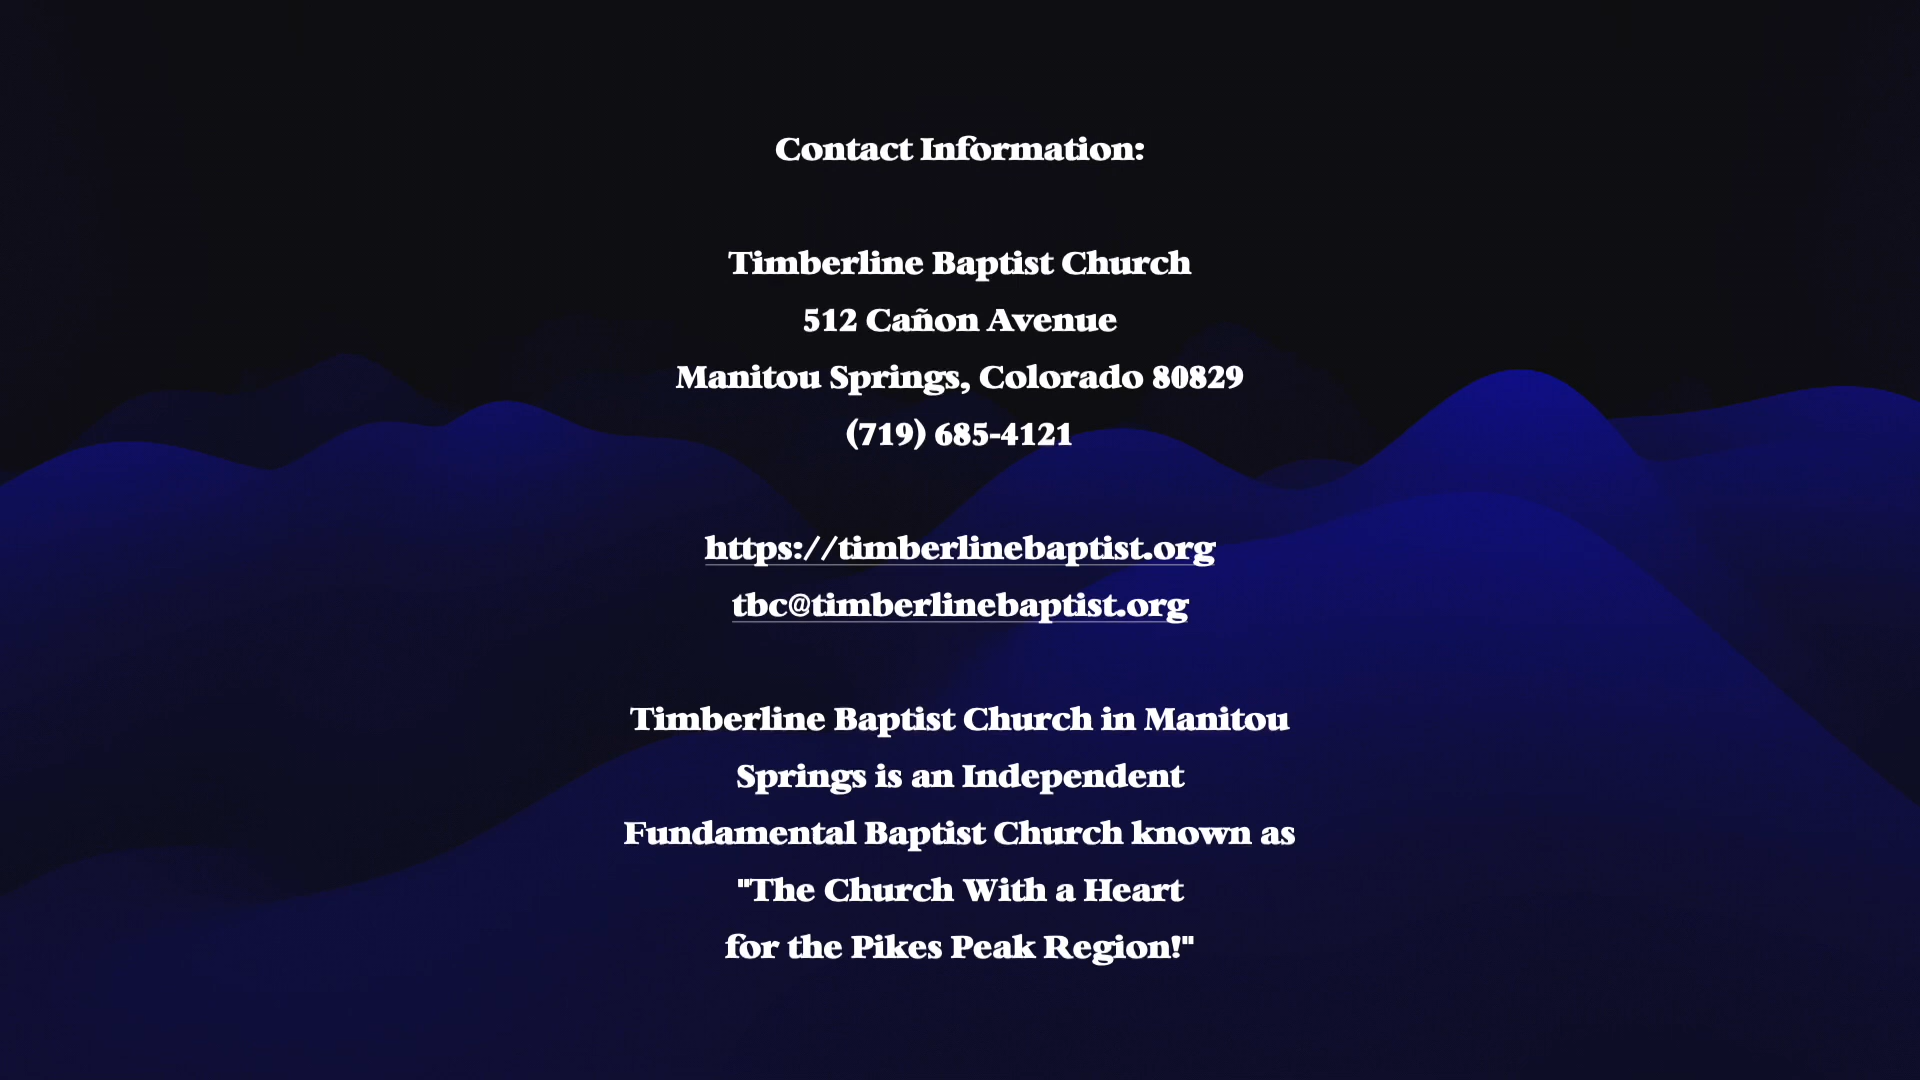 Contact Information:
Timberline Baptist Church
512 Cañon Avenue
Manitou Springs, Colorado 80829
(719) 685-4121
https://timberlinebaptist.org
tbc@timberlinebaptist.org
Timberline Baptist Church in Manitou
Springs is an Independent
Fundamental Baptist Church known as
"The Church With a Heart
for the Pikes Peak Region!"